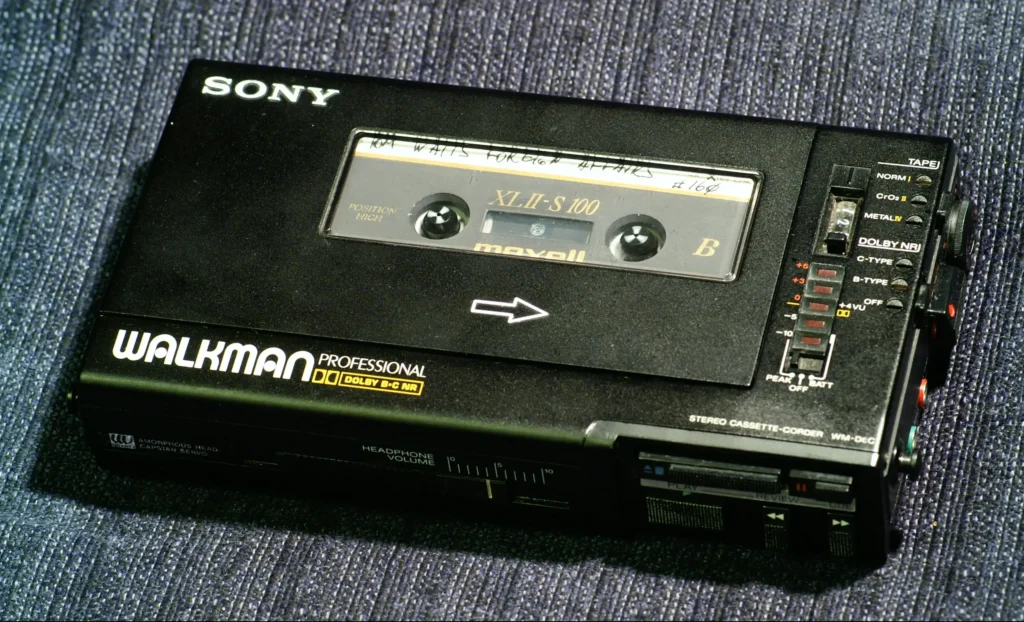 SONY
TOM WAITS FOREIGN AFFAIRS
#160
POSITION
HIGH
XLII-S 100
maxell
B
TAPE
NORM I
CrO2 II
METAL IV
DOLBY NR
C-TYPE
B-TYPE
OFF
+6
+3
0
-5
-10
+4VU
PEAK
OFF
BATT
WALKMAN PROFESSIONAL
DOLBY B·C NR
STEREO CASSETTE-CORDER WM-D6C
AMORPHOUS HEAD
CAPSTAN SERVO
HEADPHONE
VOLUME
0 5 10
PLAY
REVIEW